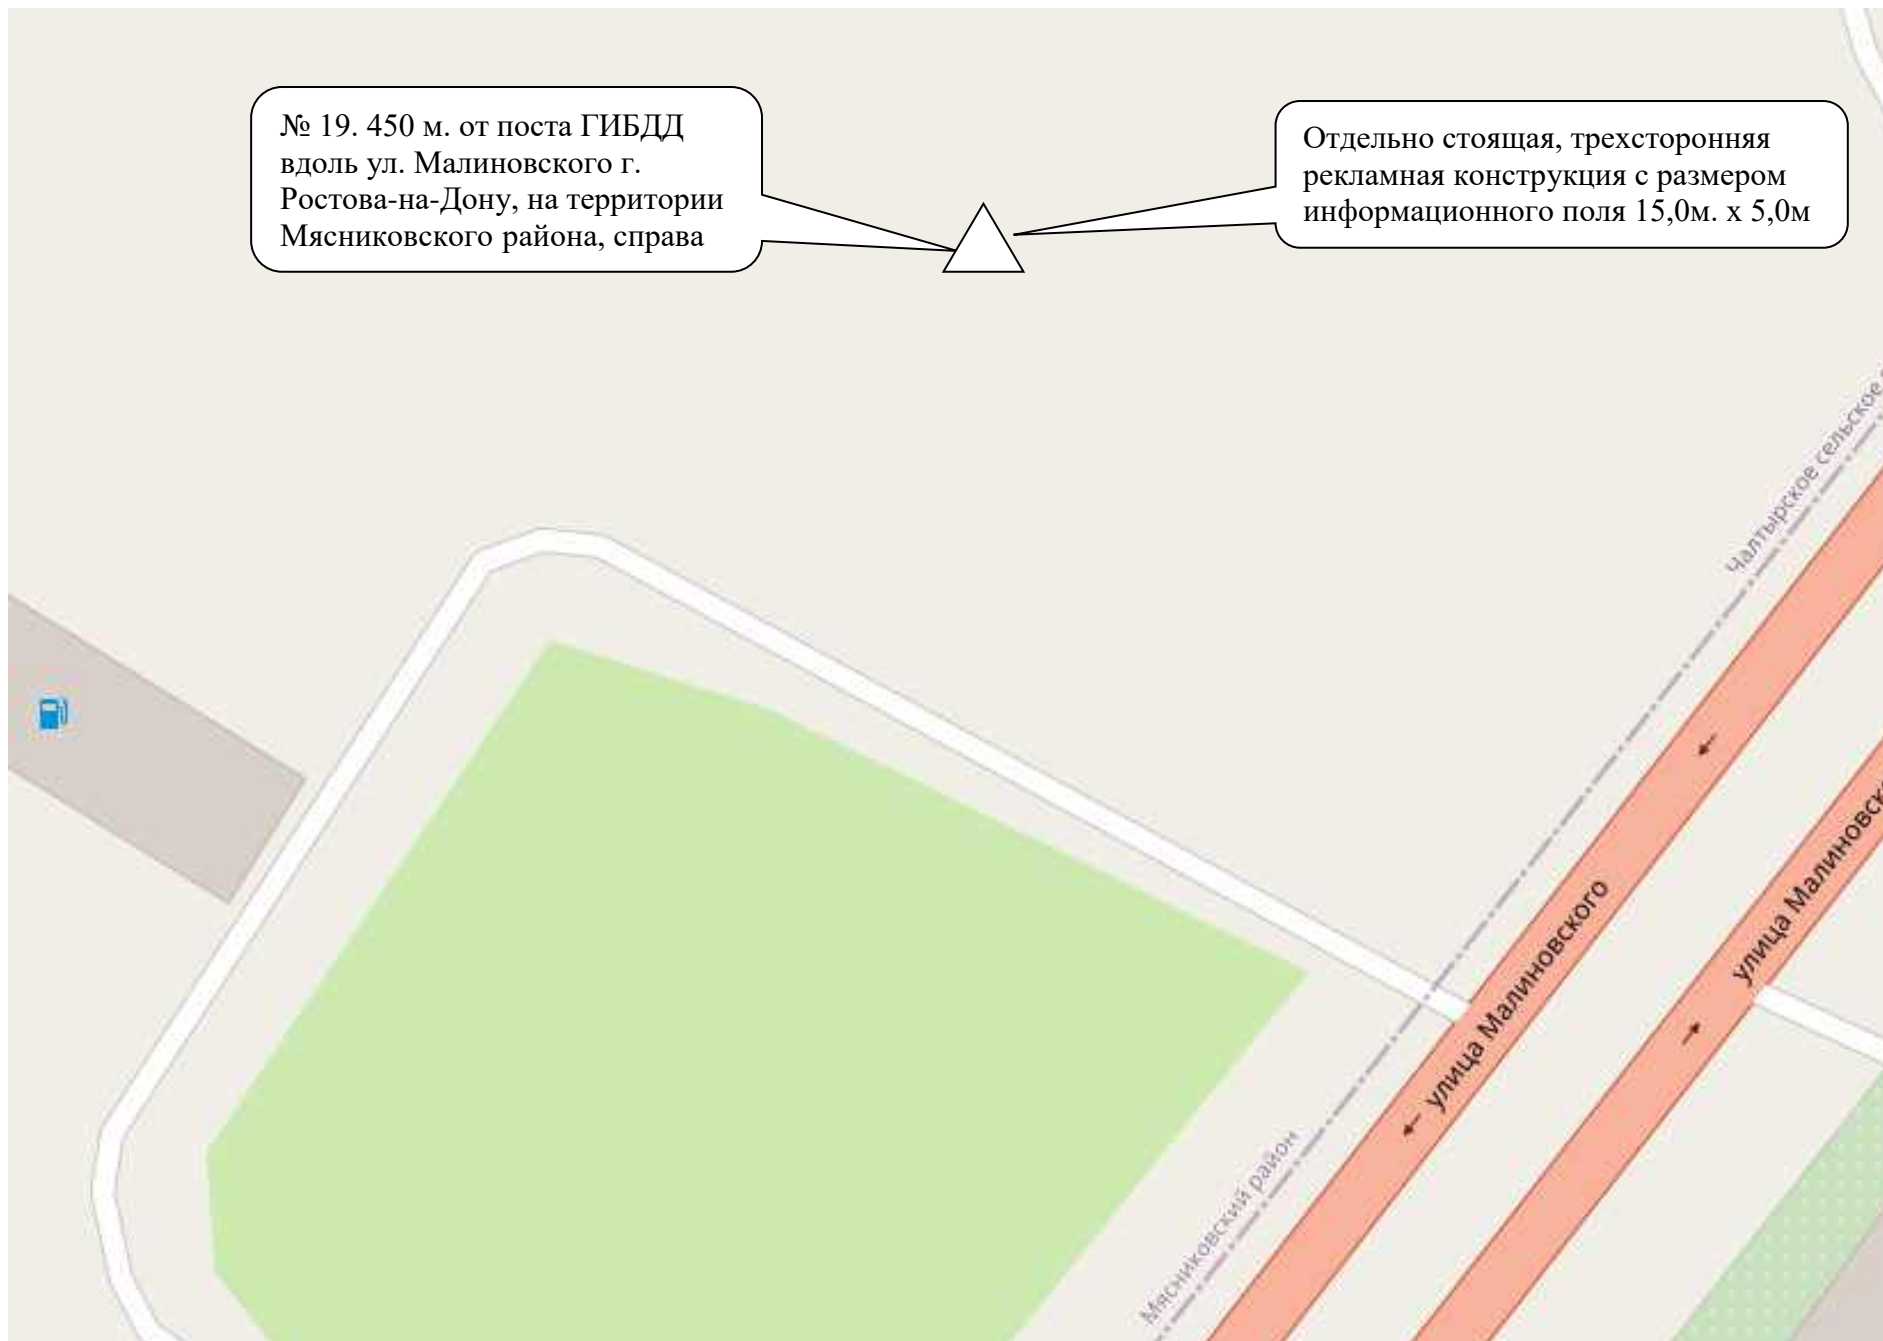 № 19. 450 м. от поста ГИБДД
вдоль ул. Малиновского г.
Ростова-на-Дону, на территории
Мясниковского района, справа
Отдельно стоящая, трехсторонняя
рекламная конструкция с размером
информационного поля 15,0м. х 5,0м
Чалтырское сельское
улица Малиновского
улица Малиновск
Мясниковский район